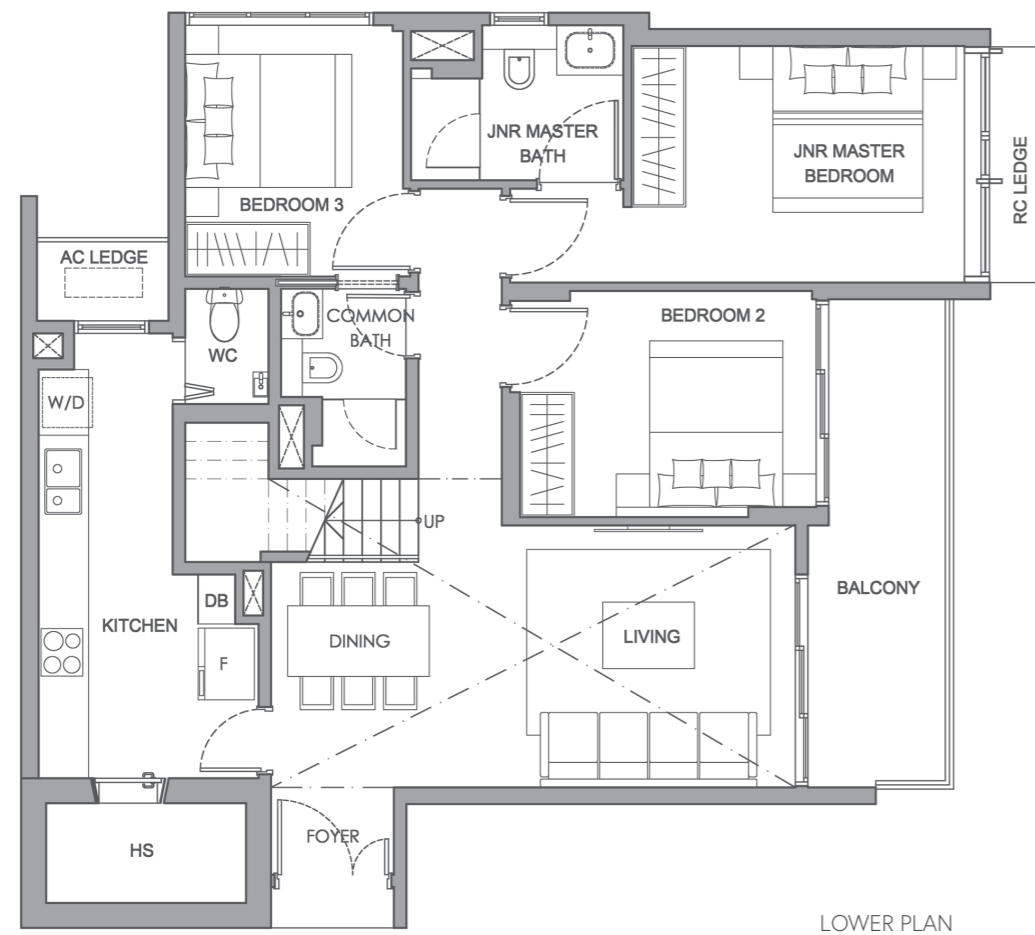 JNR MASTER
BATH
JNR MASTER
BEDROOM
RC LEDGE
BEDROOM 3
AC LEDGE
COMMON
BATH
BEDROOM 2
WC
W/D
UP
BALCONY
DB
KITCHEN
DINING
LIVING
F
FOYER
HS
LOWER PLAN